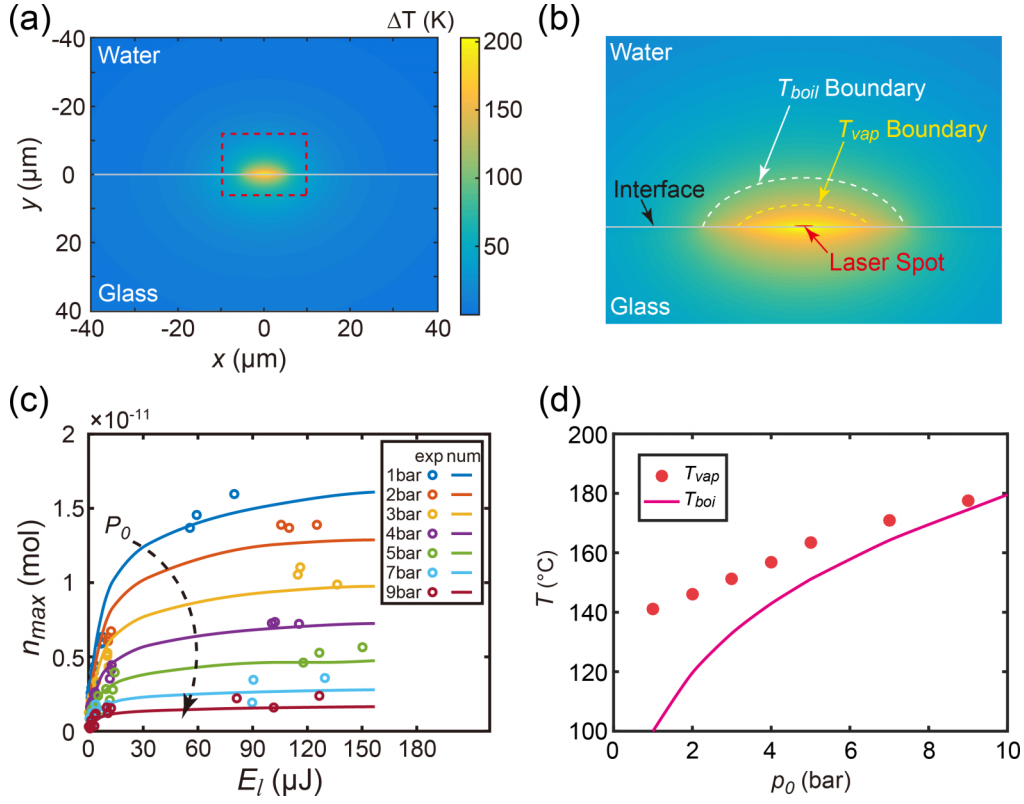 (a)
ΔT (K)
-40
-20
0
20
40
y (μm)
Water
Glass
-40 -20 0 20 40
x (μm)
200
150
100
50
(b)
Water
T_boil Boundary
T_vap Boundary
Interface
Laser Spot
Glass
(c)
×10⁻¹¹
2
1.5
1
0.5
0
n_max (mol)
P_0
exp num
1bar
2bar
3bar
4bar
5bar
7bar
9bar
0 30 60 90 120 150 180
E_l (μJ)
(d)
200
180
160
140
120
100
T (°C)
T_vap
T_boi
0 2 4 6 8 10
p_0 (bar)